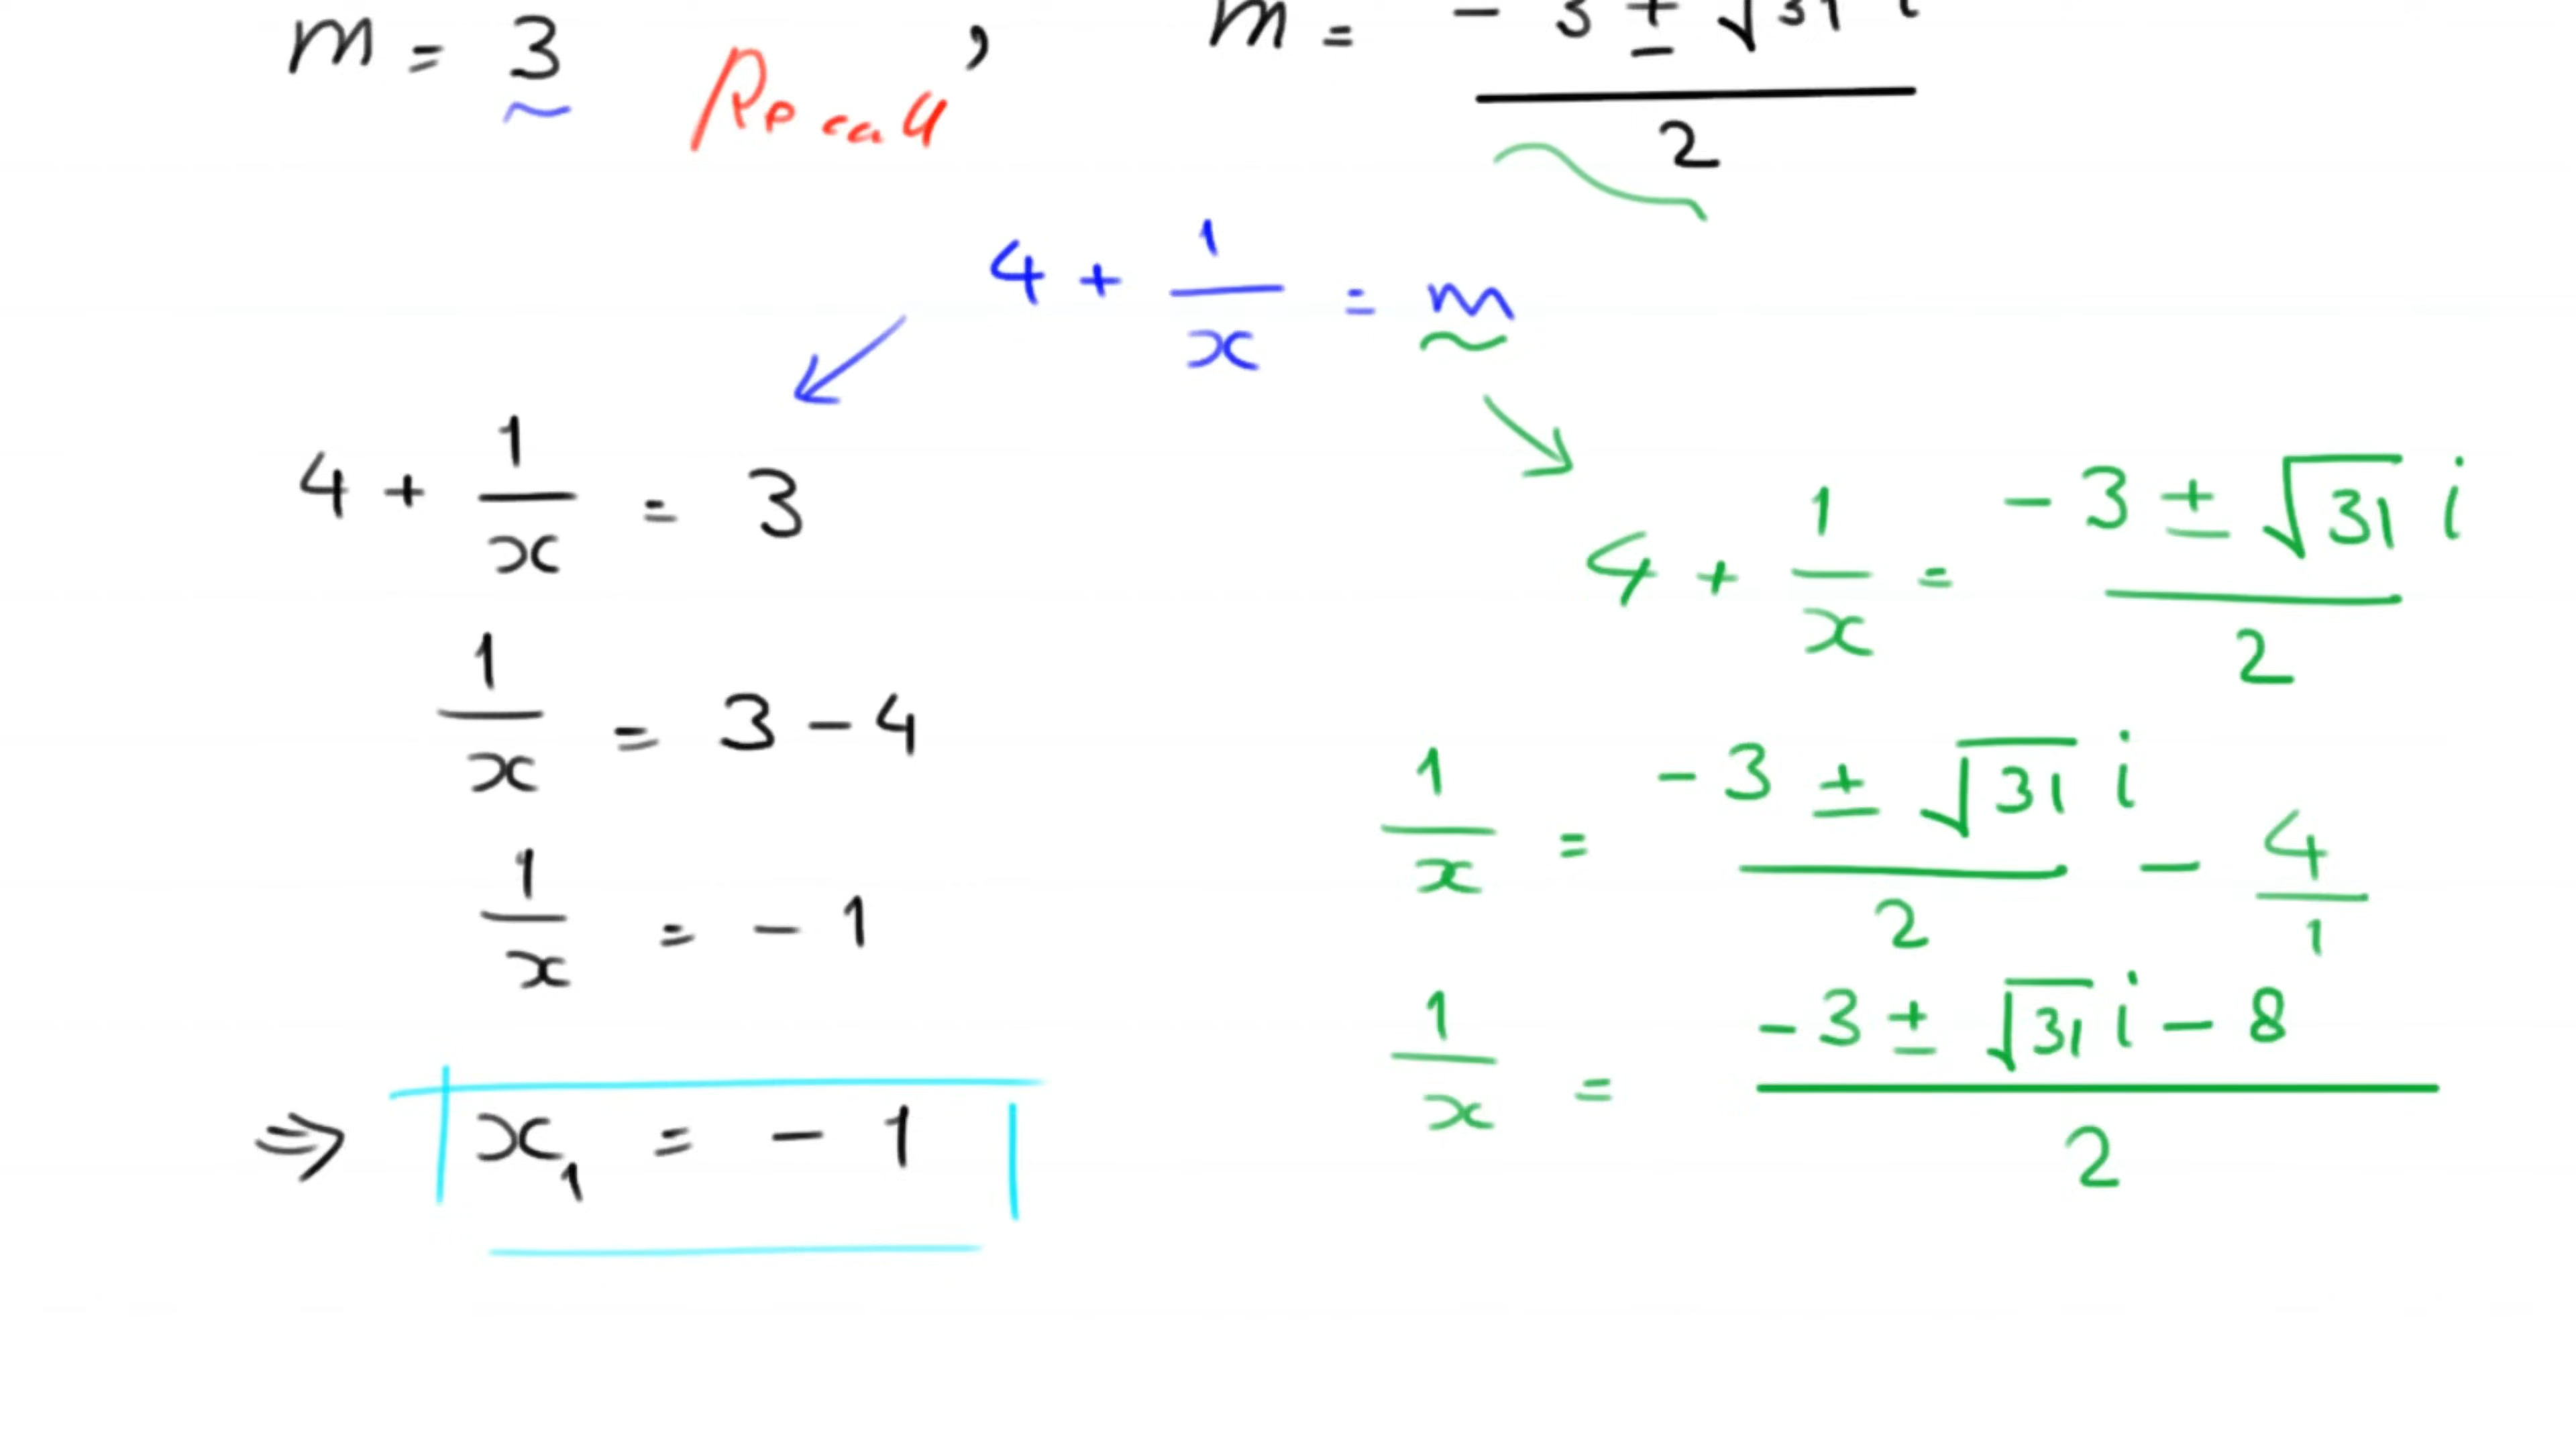 m = 3 Recall , m = (-3 ± √31 i)/2
4 + 1/x = m
4 + 1/x = 3
1/x = 3 - 4
1/x = - 1
⇒ x₁ = - 1
4 + 1/x = (-3 ± √31 i)/2
1/x = (-3 ± √31 i)/2 - 4/1
1/x = (-3 ± √31 i - 8)/2